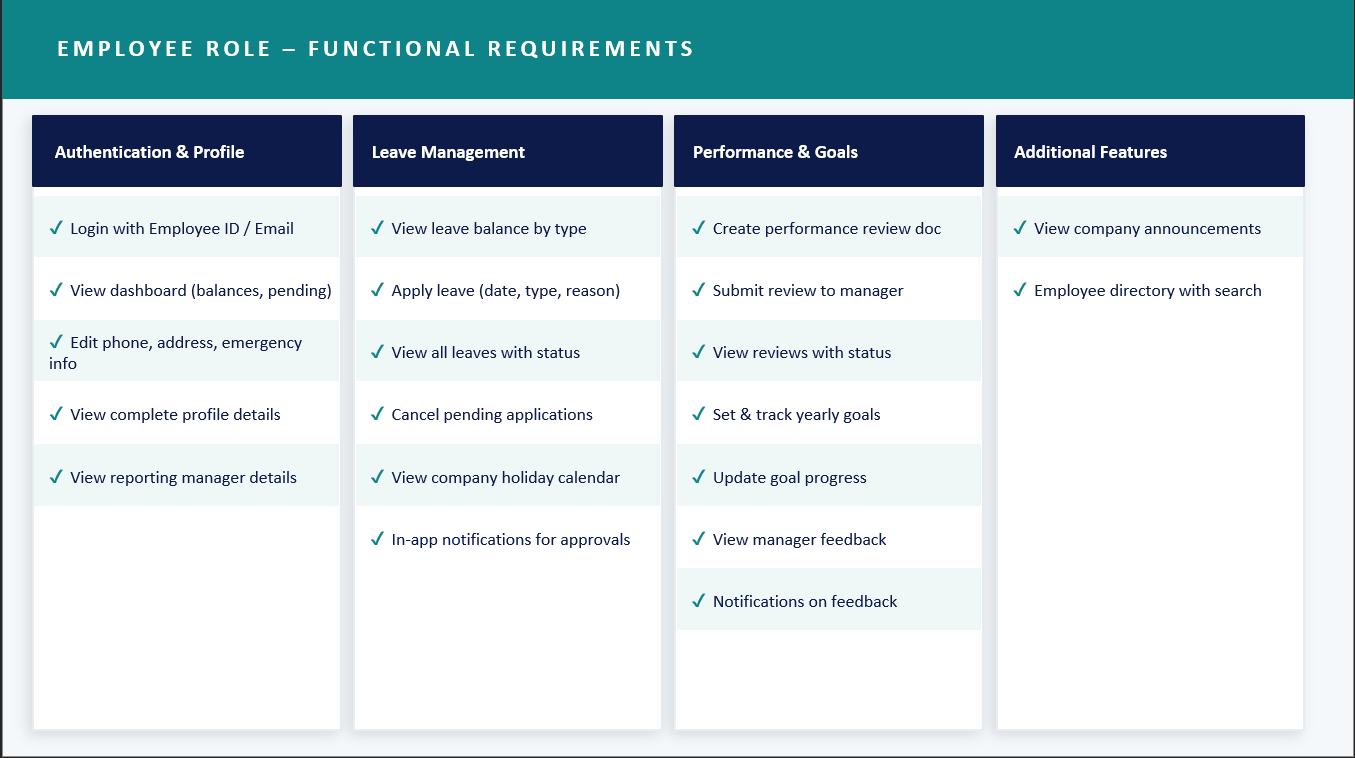 EMPLOYEE ROLE – FUNCTIONAL REQUIREMENTS
Authentication & Profile
✓ Login with Employee ID / Email
✓ View dashboard (balances, pending)
✓ Edit phone, address, emergency
info
✓ View complete profile details
✓ View reporting manager details
Leave Management
✓ View leave balance by type
✓ Apply leave (date, type, reason)
✓ View all leaves with status
✓ Cancel pending applications
✓ View company holiday calendar
✓ In-app notifications for approvals
Performance & Goals
✓ Create performance review doc
✓ Submit review to manager
✓ View reviews with status
✓ Set & track yearly goals
✓ Update goal progress
✓ View manager feedback
✓ Notifications on feedback
Additional Features
✓ View company announcements
✓ Employee directory with search